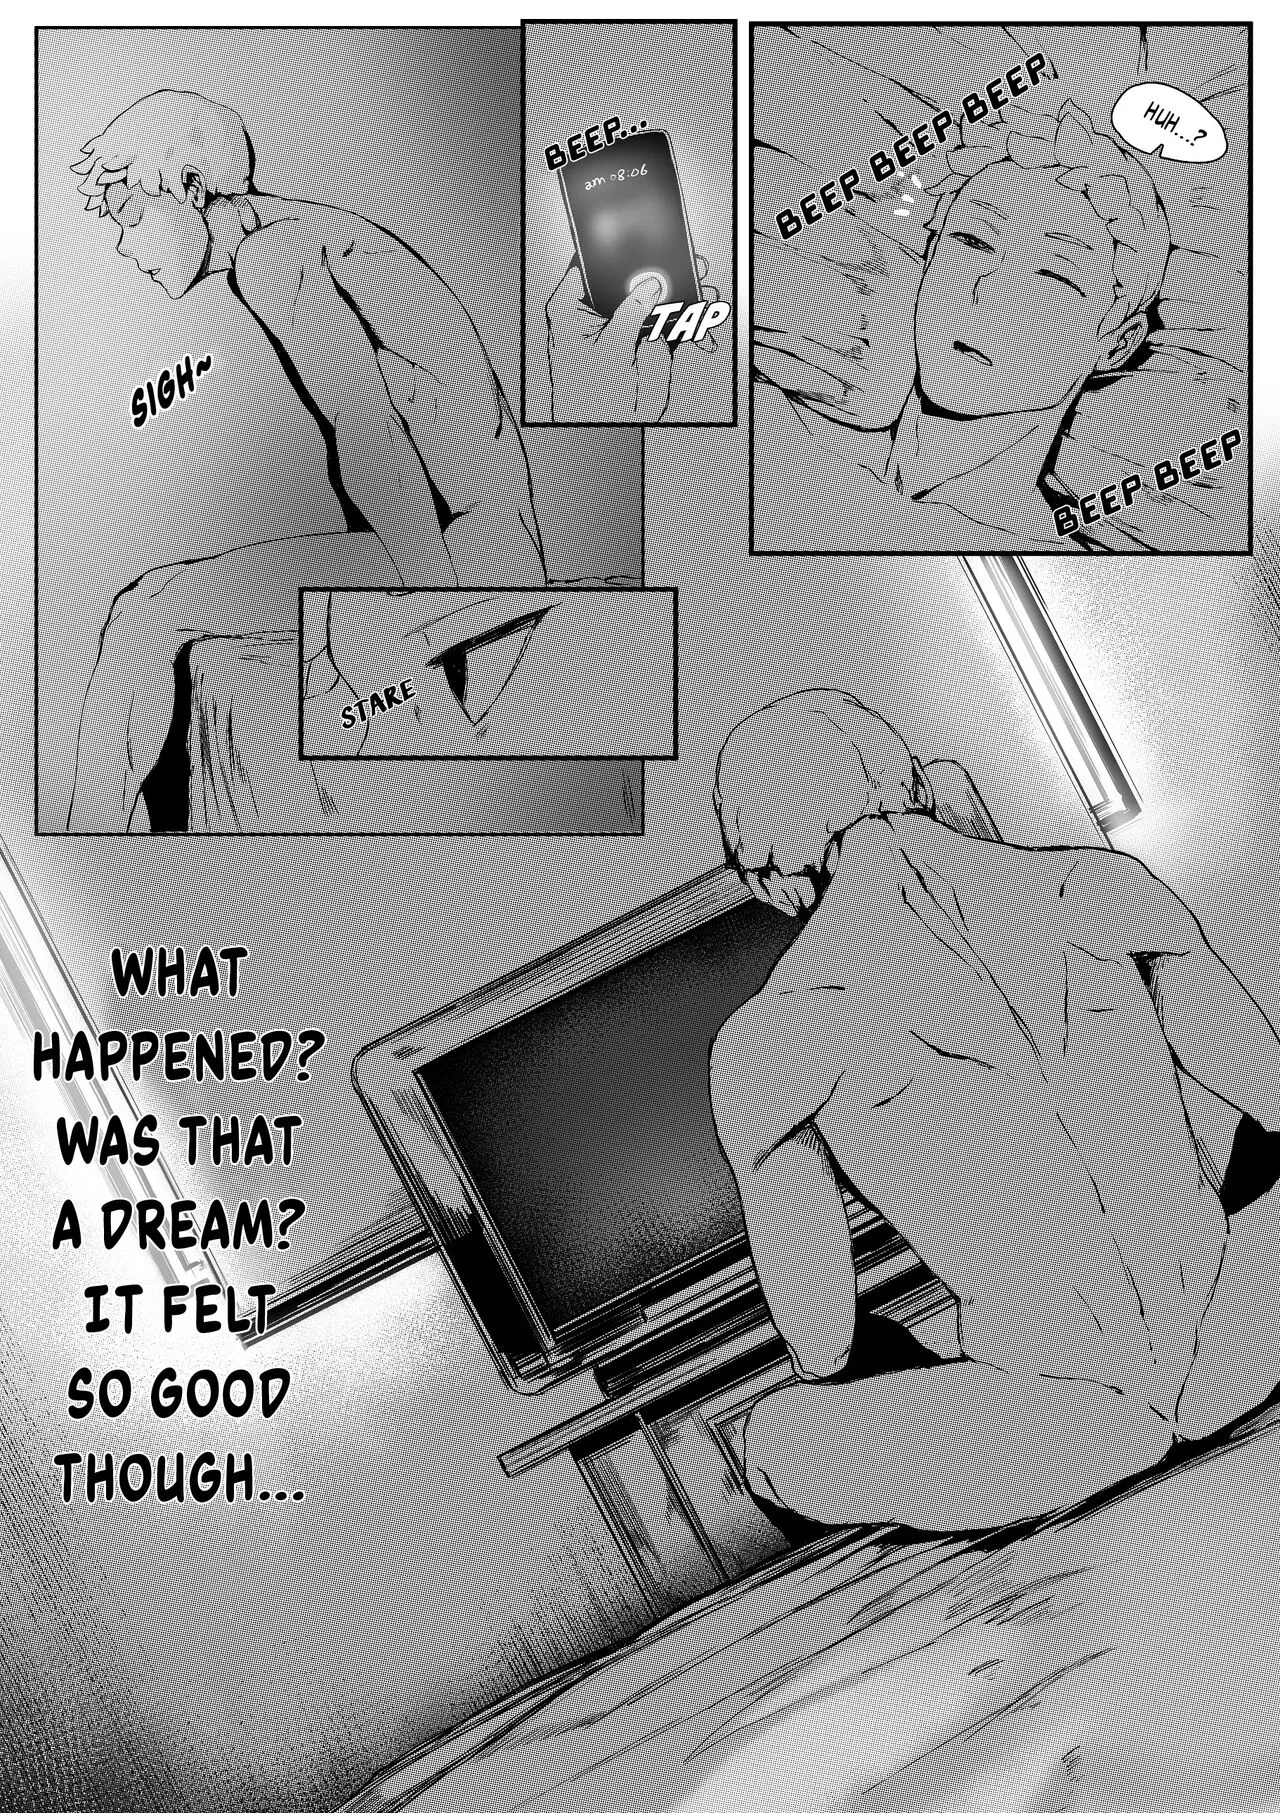 HUH...?
BEEP BEEP BEEP BEEP
BEEP BEEP
BEEP...
am 08:06
TAP
SIGH~
STARE
WHAT
HAPPENED?
WAS THAT
A DREAM?
IT FELT
SO GOOD
THOUGH...